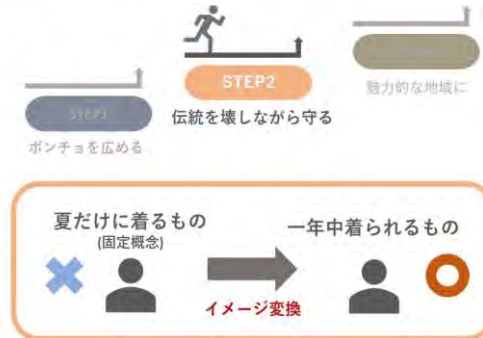 STEP1
ポンチョを広める
STEP2
伝統を壊しながら守る
魅力的な地域に
夏だけに着るもの
(固定概念)
イメージ変換
一年中着られるもの